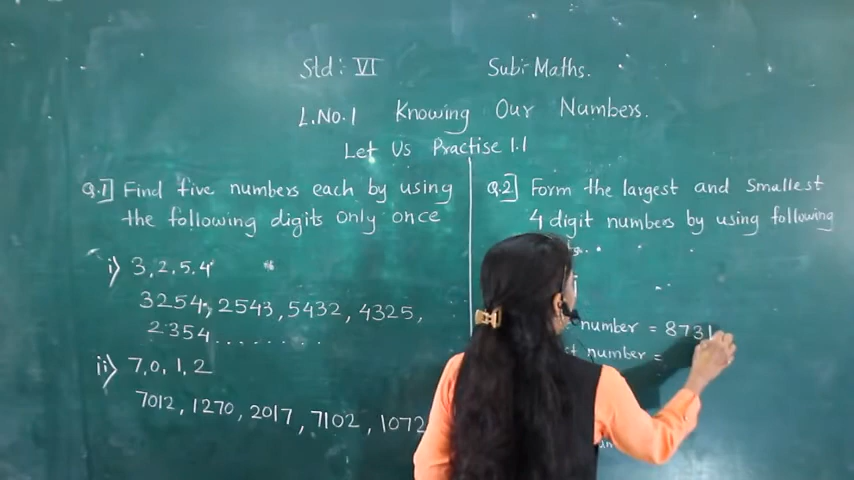 Std: VI Sub:- Maths.
L.No.1 Knowing Our Numbers.
Let Us Practise 1.1
Q.1] Find five numbers each by using
the following digits only once
i) 3, 2, 5, 4
3254, 2543, 5432, 4325,
2354 .........
ii) 7, 0, 1, 2
7012, 1270, 2017, 7102, 1072
Q.2] Form the largest and smallest
4 digit numbers by using following
number = 8731
number =